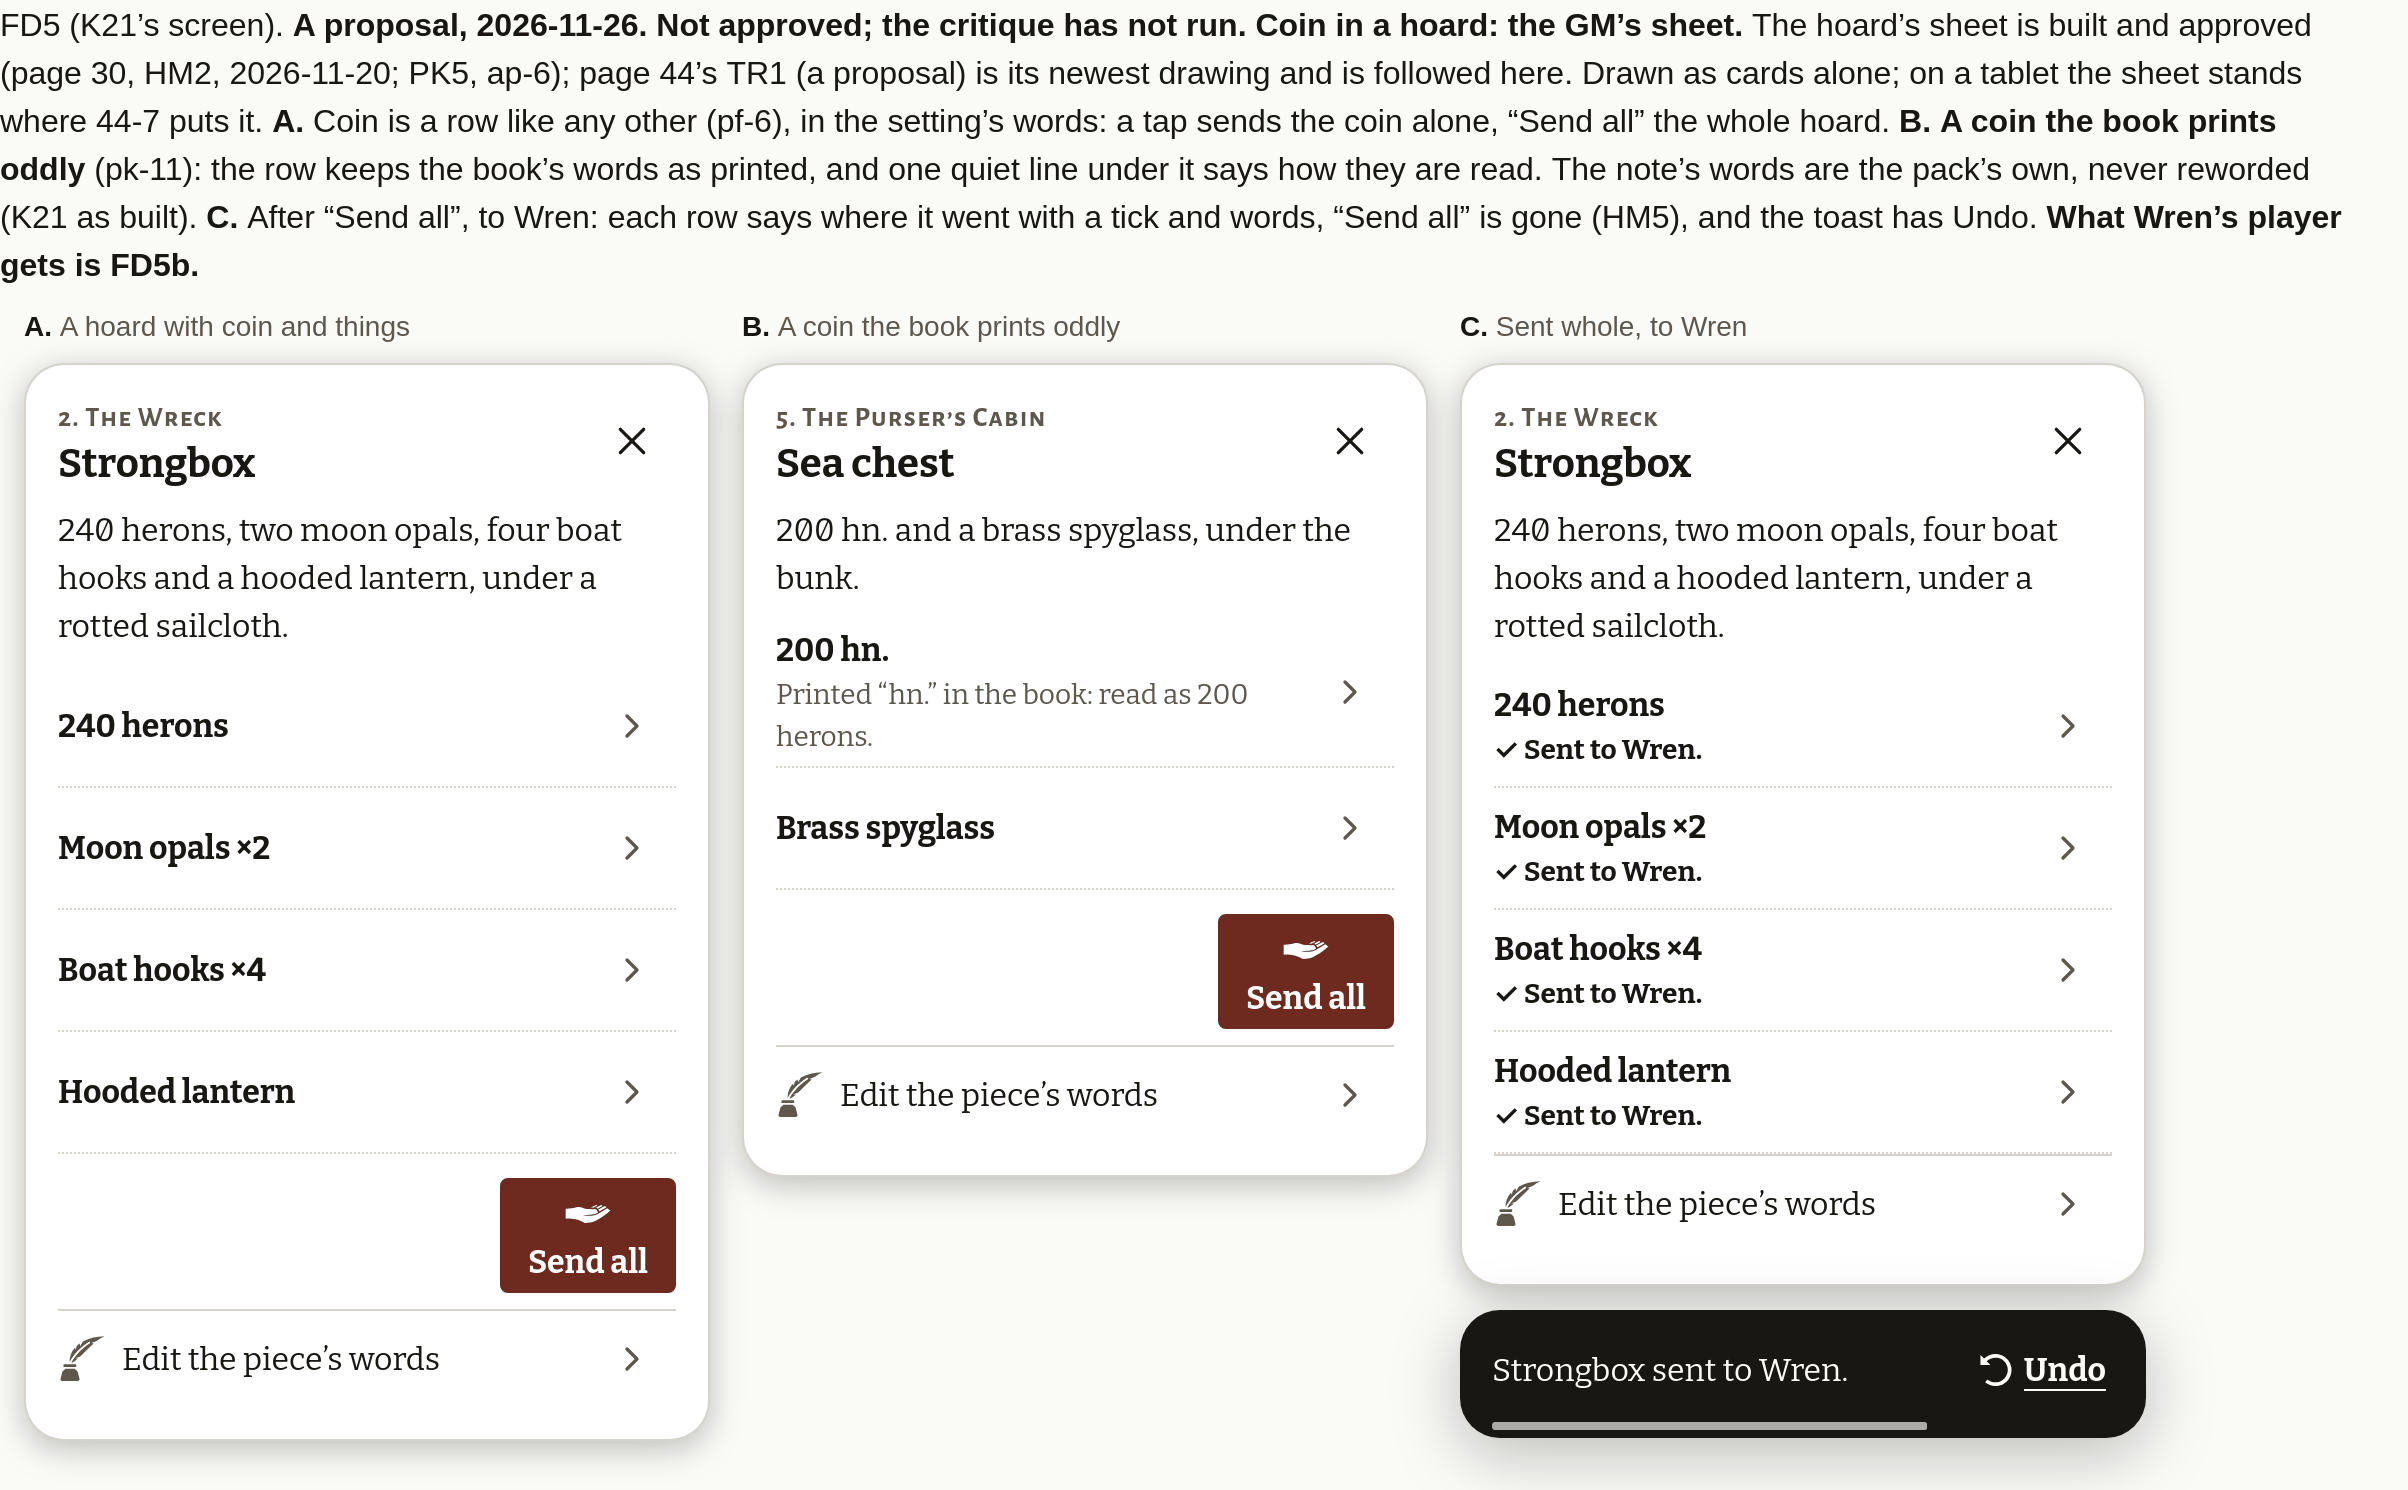 FD5 (K21’s screen). A proposal, 2026-11-26. Not approved; the critique has not run. Coin in a hoard: the GM’s sheet. The hoard’s sheet is built and approved
(page 30, HM2, 2026-11-20; PK5, ap-6); page 44’s TR1 (a proposal) is its newest drawing and is followed here. Drawn as cards alone; on a tablet the sheet stands
where 44-7 puts it. A. Coin is a row like any other (pf-6), in the setting’s words: a tap sends the coin alone, “Send all” the whole hoard. B. A coin the book prints
oddly (pk-11): the row keeps the book’s words as printed, and one quiet line under it says how they are read. The note’s words are the pack’s own, never reworded
(K21 as built). C. After “Send all”, to Wren: each row says where it went with a tick and words, “Send all” is gone (HM5), and the toast has Undo. What Wren’s player
gets is FD5b.
A. A hoard with coin and things
2. The Wreck
Strongbox
240 herons, two moon opals, four boat
hooks and a hooded lantern, under a
rotted sailcloth.
240 herons
Moon opals ×2
Boat hooks ×4
Hooded lantern
Send all
Edit the piece’s words
B. A coin the book prints oddly
5. The Purser’s Cabin
Sea chest
200 hn. and a brass spyglass, under the
bunk.
200 hn.
Printed “hn.” in the book: read as 200
herons.
Brass spyglass
Send all
Edit the piece’s words
C. Sent whole, to Wren
2. The Wreck
Strongbox
240 herons, two moon opals, four boat
hooks and a hooded lantern, under a
rotted sailcloth.
240 herons
✓ Sent to Wren.
Moon opals ×2
✓ Sent to Wren.
Boat hooks ×4
✓ Sent to Wren.
Hooded lantern
✓ Sent to Wren.
Edit the piece’s words
Strongbox sent to Wren.
Undo